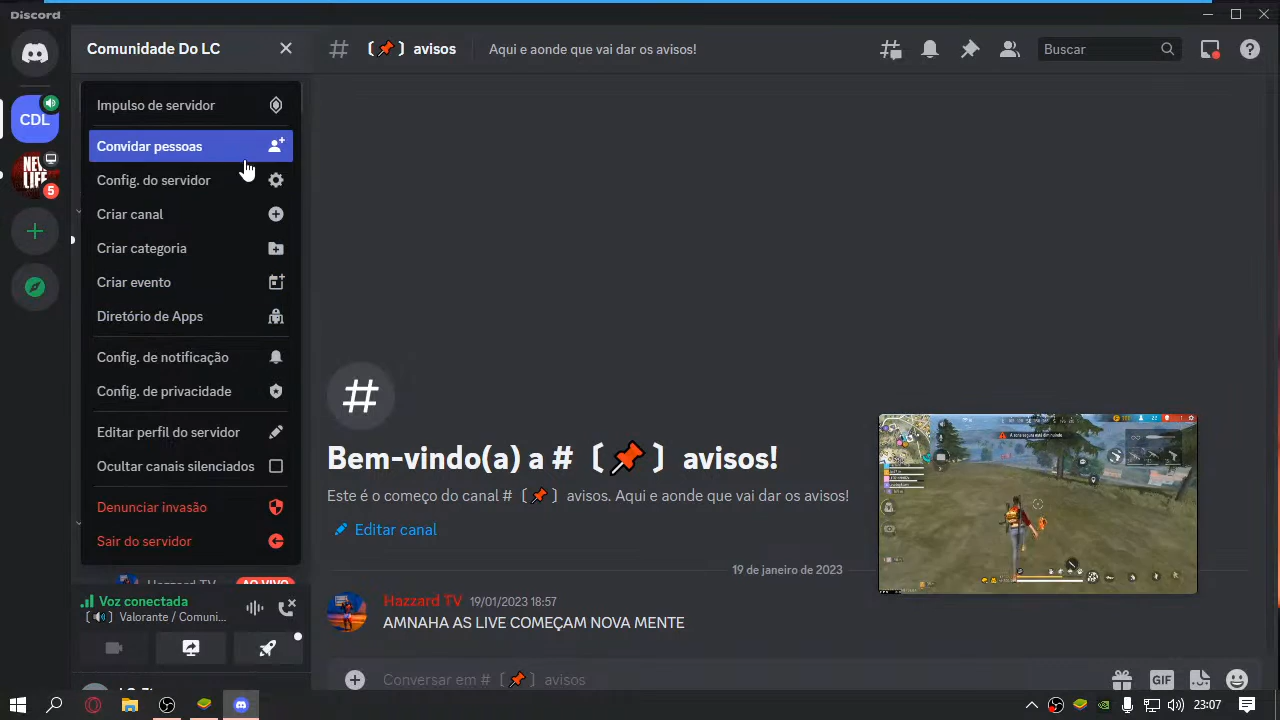 Discord
Comunidade Do LC
avisos
Aqui e aonde que vai dar os avisos!
Buscar
CDL
NEW LIFE
5
Impulso de servidor
Convidar pessoas
Config. do servidor
Criar canal
Criar categoria
Criar evento
Diretório de Apps
Config. de notificação
Config. de privacidade
Editar perfil do servidor
Ocultar canais silenciados
Denunciar invasão
Sair do servidor
Hazzard TV AO VIVO
Voz conectada
Valorante / Comuni...
Bem-vindo(a) a # 〔📌〕 avisos!
Este é o começo do canal # 〔📌〕 avisos. Aqui e aonde que vai dar os avisos!
Editar canal
19 de janeiro de 2023
Hazzard TV 19/01/2023 18:57
AMNAHA AS LIVE COMEÇAM NOVA MENTE
Conversar em # 〔📌〕 avisos
GIF
23:07